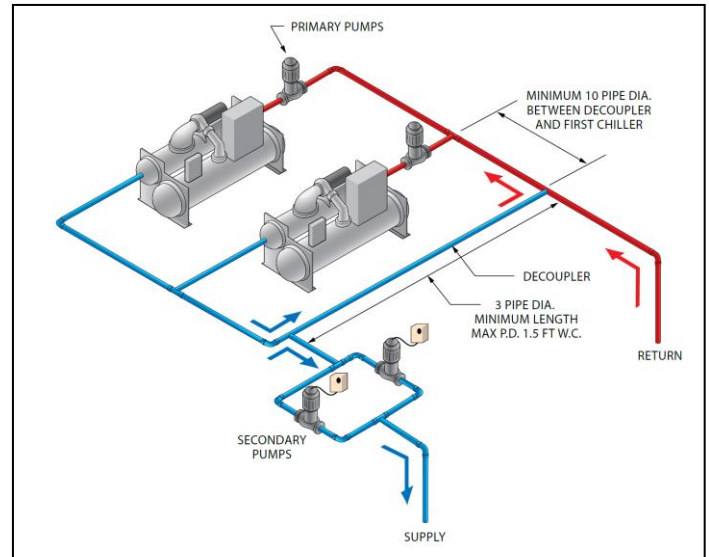 PRIMARY PUMPS
MINIMUM 10 PIPE DIA.
BETWEEN DECOUPLER
AND FIRST CHILLER
DECOUPLER
3 PIPE DIA.
MINIMUM LENGTH
MAX P.D. 1.5 FT W.C.
RETURN
SECONDARY
PUMPS
SUPPLY